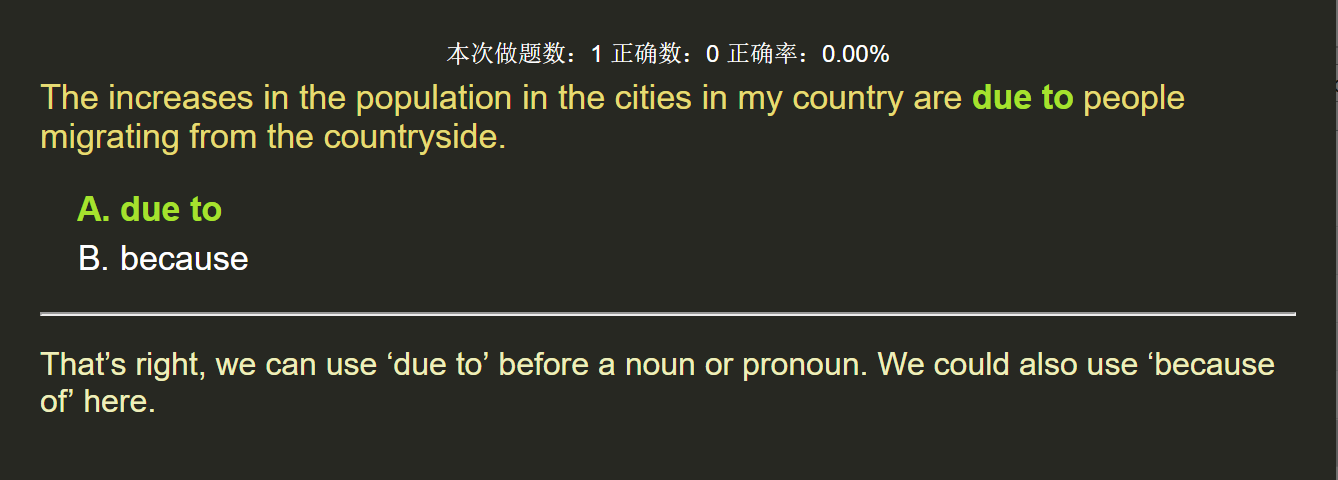 本次做题数：1 正确数：0 正确率：0.00%
The increases in the population in the cities in my country are due to people
migrating from the countryside.
A. due to
B. because
That’s right, we can use ‘due to’ before a noun or pronoun. We could also use ‘because
of’ here.